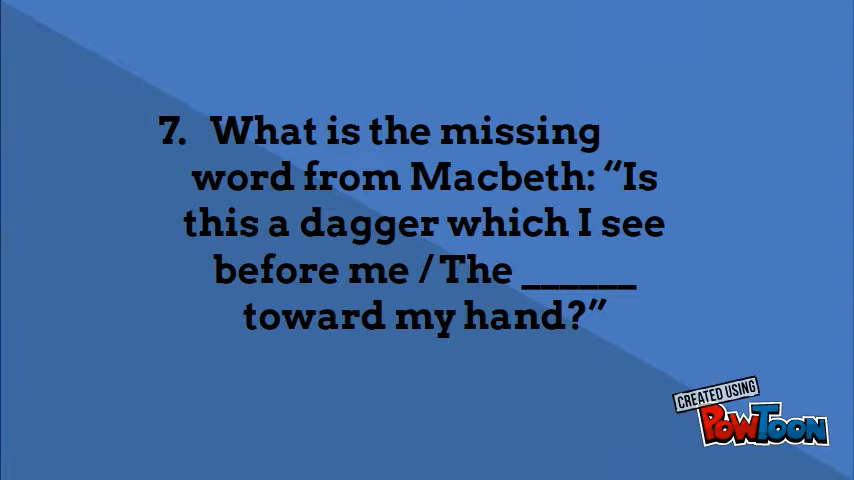 7. What is the missing
word from Macbeth: “Is
this a dagger which I see
before me / The ______
toward my hand?”
CREATED USING
POWTOON